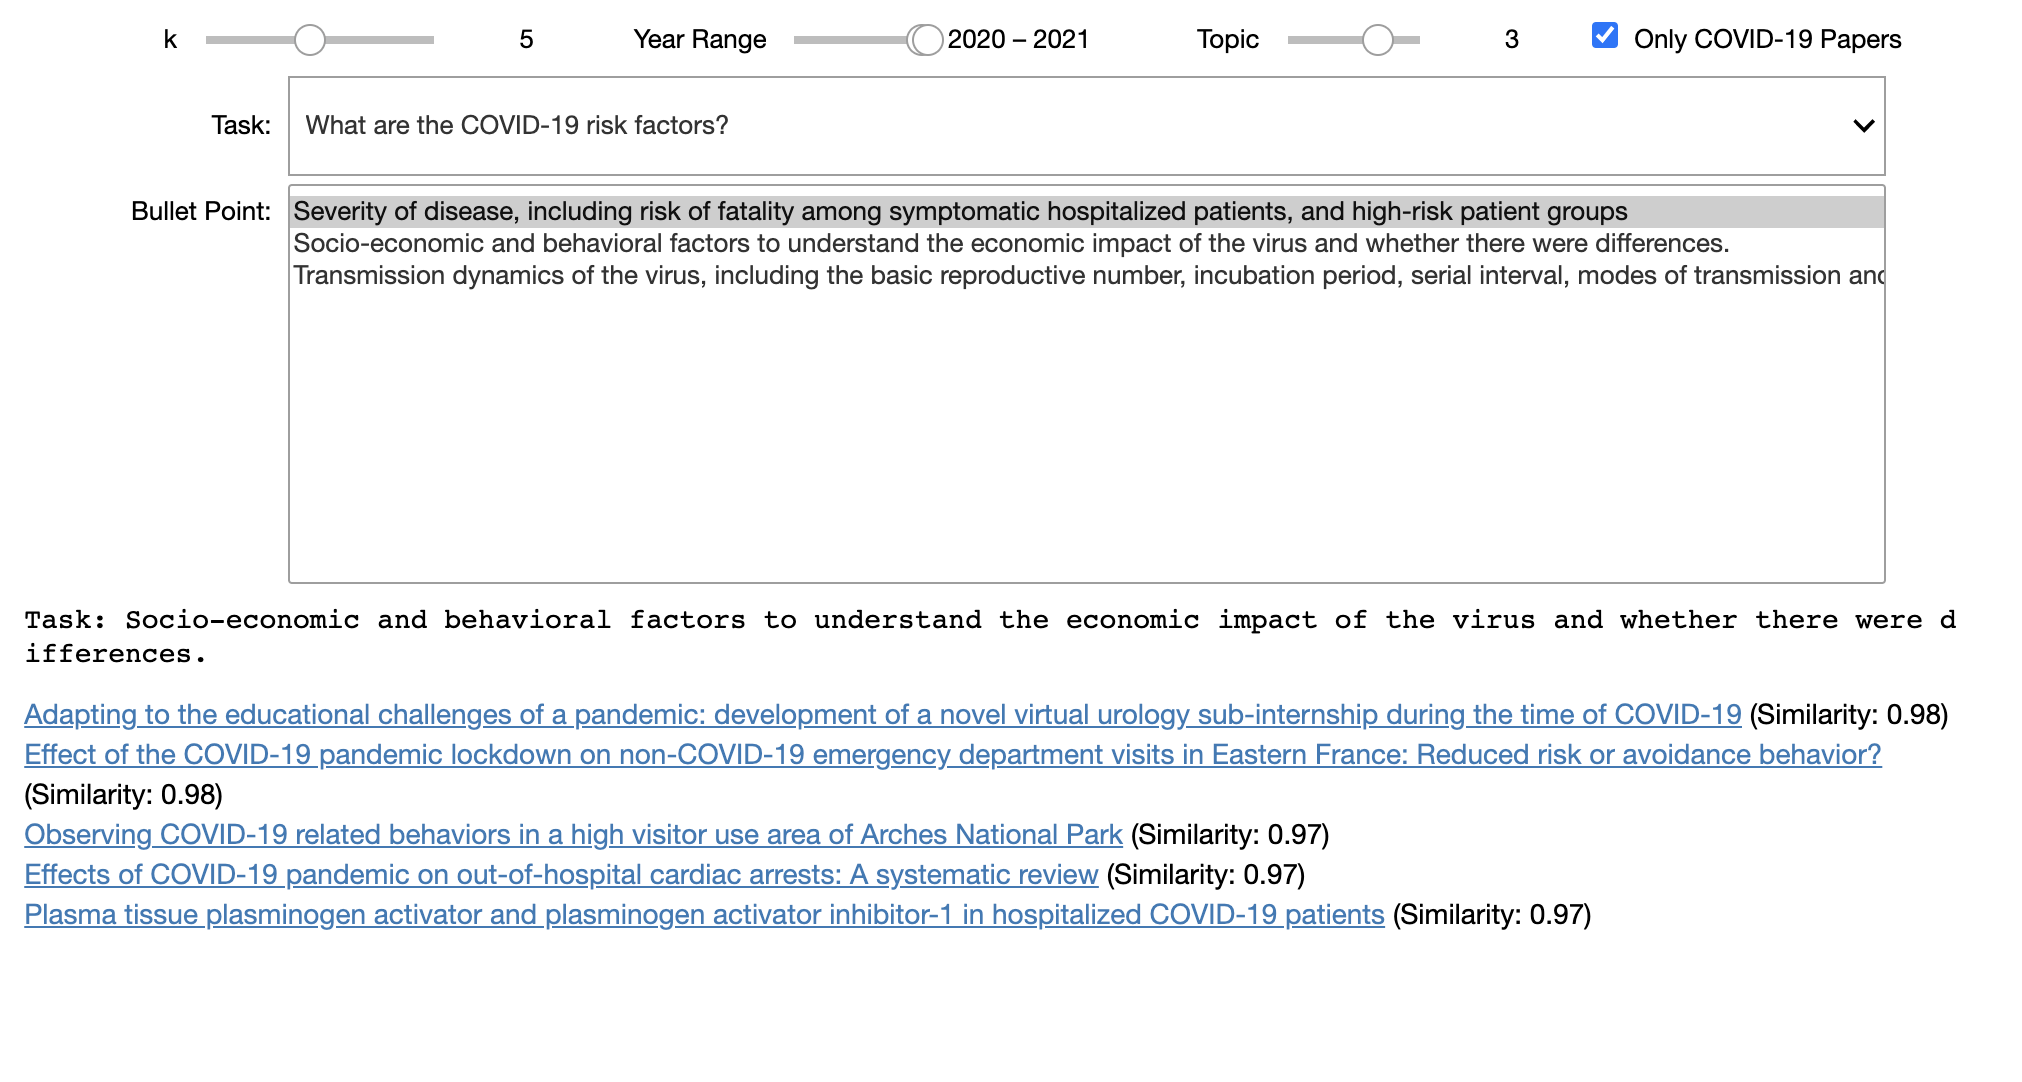 k 5 Year Range 2020 – 2021 Topic 3 Only COVID-19 Papers
Task: What are the COVID-19 risk factors?
Bullet Point: Severity of disease, including risk of fatality among symptomatic hospitalized patients, and high-risk patient groups
Socio-economic and behavioral factors to understand the economic impact of the virus and whether there were differences.
Transmission dynamics of the virus, including the basic reproductive number, incubation period, serial interval, modes of transmission and
Task: Socio-economic and behavioral factors to understand the economic impact of the virus and whether there were d
ifferences.
Adapting to the educational challenges of a pandemic: development of a novel virtual urology sub-internship during the time of COVID-19 (Similarity: 0.98)
Effect of the COVID-19 pandemic lockdown on non-COVID-19 emergency department visits in Eastern France: Reduced risk or avoidance behavior?
(Similarity: 0.98)
Observing COVID-19 related behaviors in a high visitor use area of Arches National Park (Similarity: 0.97)
Effects of COVID-19 pandemic on out-of-hospital cardiac arrests: A systematic review (Similarity: 0.97)
Plasma tissue plasminogen activator and plasminogen activator inhibitor-1 in hospitalized COVID-19 patients (Similarity: 0.97)